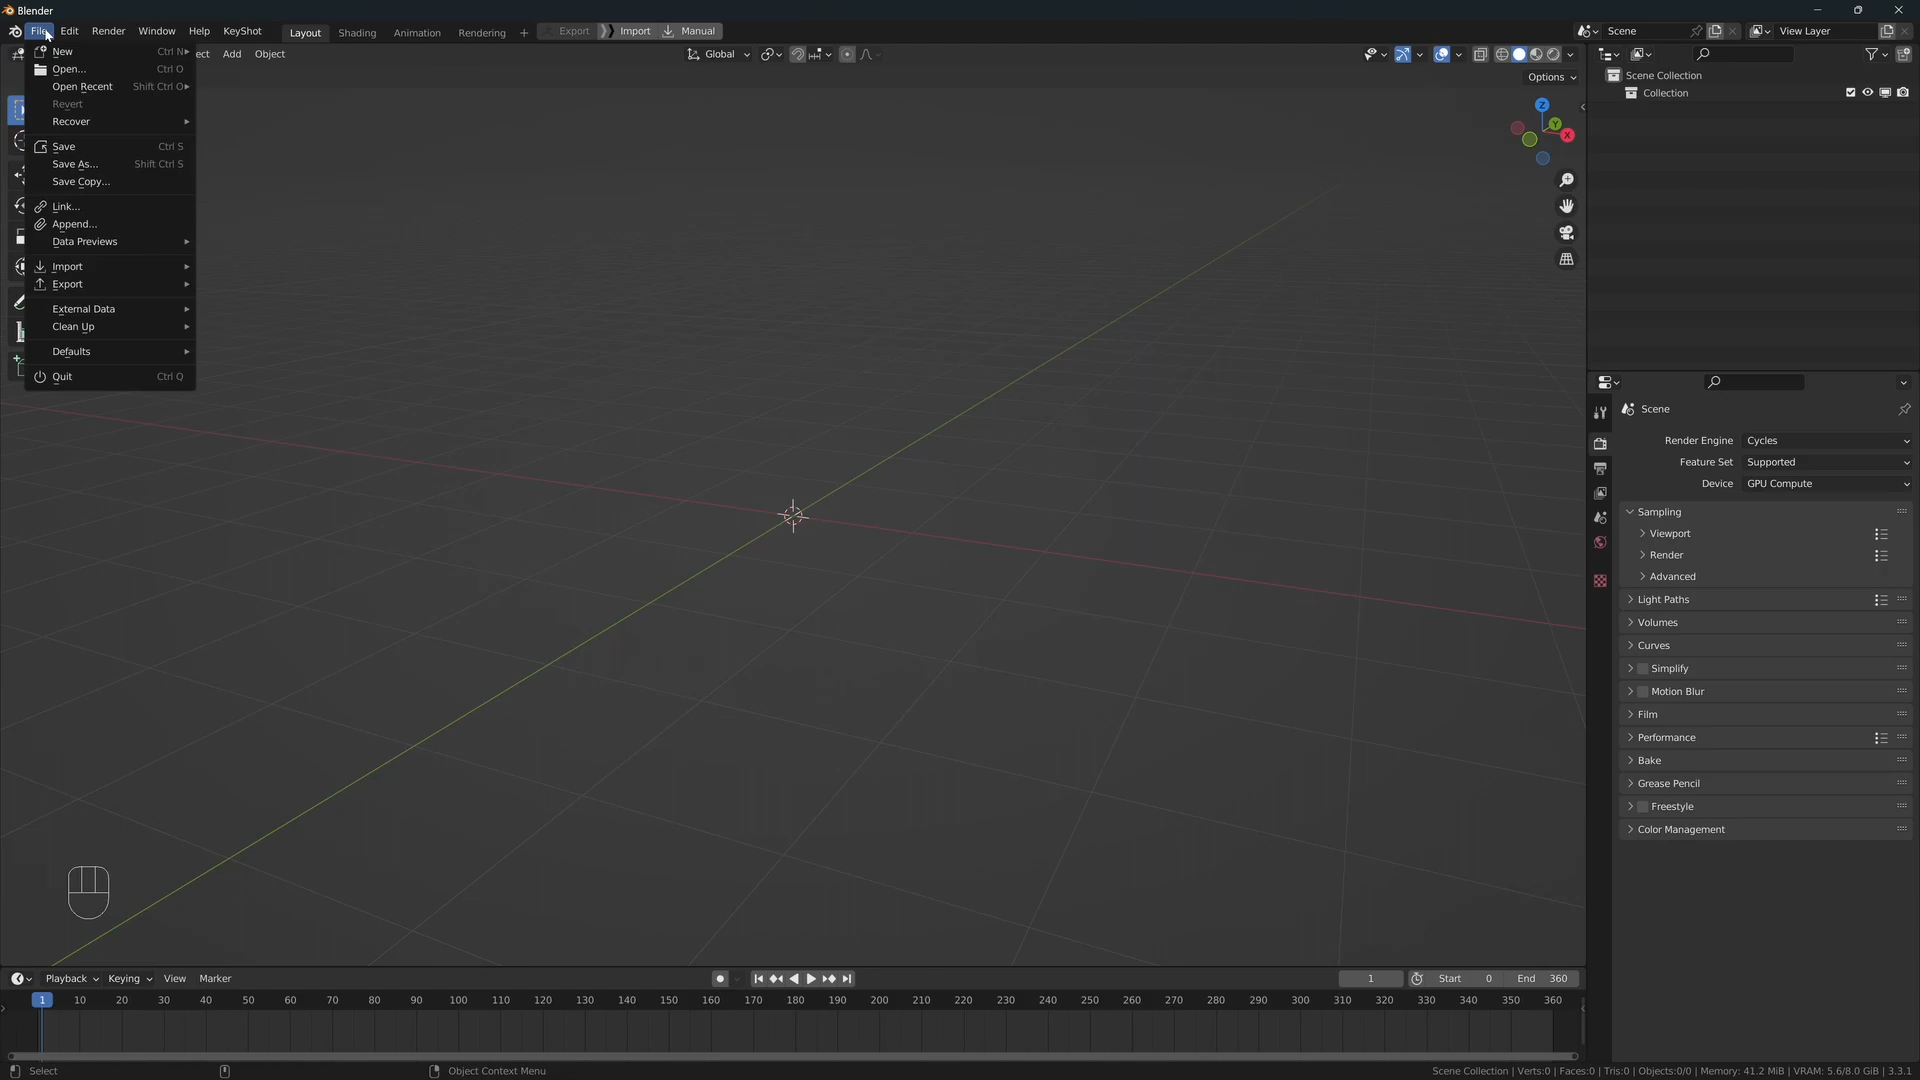 Blender
File Edit Render Window Help KeyShot Layout Shading Animation Rendering + Export Import Manual Scene View Layer
ect Add Object Global
Options
New Ctrl N
Open... Ctrl O
Open Recent Shift Ctrl O
Revert
Recover
Save Ctrl S
Save As... Shift Ctrl S
Save Copy...
Link...
Append...
Data Previews
Import
Export
External Data
Clean Up
Defaults
Quit Ctrl Q
Z
Y
X
Scene Collection
Collection
Scene
Render Engine Cycles
Feature Set Supported
Device GPU Compute
Sampling
Viewport
Render
Advanced
Light Paths
Volumes
Curves
Simplify
Motion Blur
Film
Performance
Bake
Grease Pencil
Freestyle
Color Management
Playback Keying View Marker 1 Start 0 End 360
1 10 20 30 40 50 60 70 80 90 100 110 120 130 140 150 160 170 180 190 200 210 220 230 240 250 260 270 280 290 300 310 320 330 340 350 360
Select Object Context Menu Scene Collection | Verts:0 | Faces:0 | Tris:0 | Objects:0/0 | Memory: 41.2 MiB | VRAM: 5.6/8.0 GiB | 3.3.1